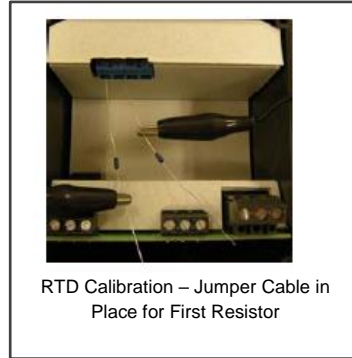 RTD Calibration – Jumper Cable in
Place for First Resistor